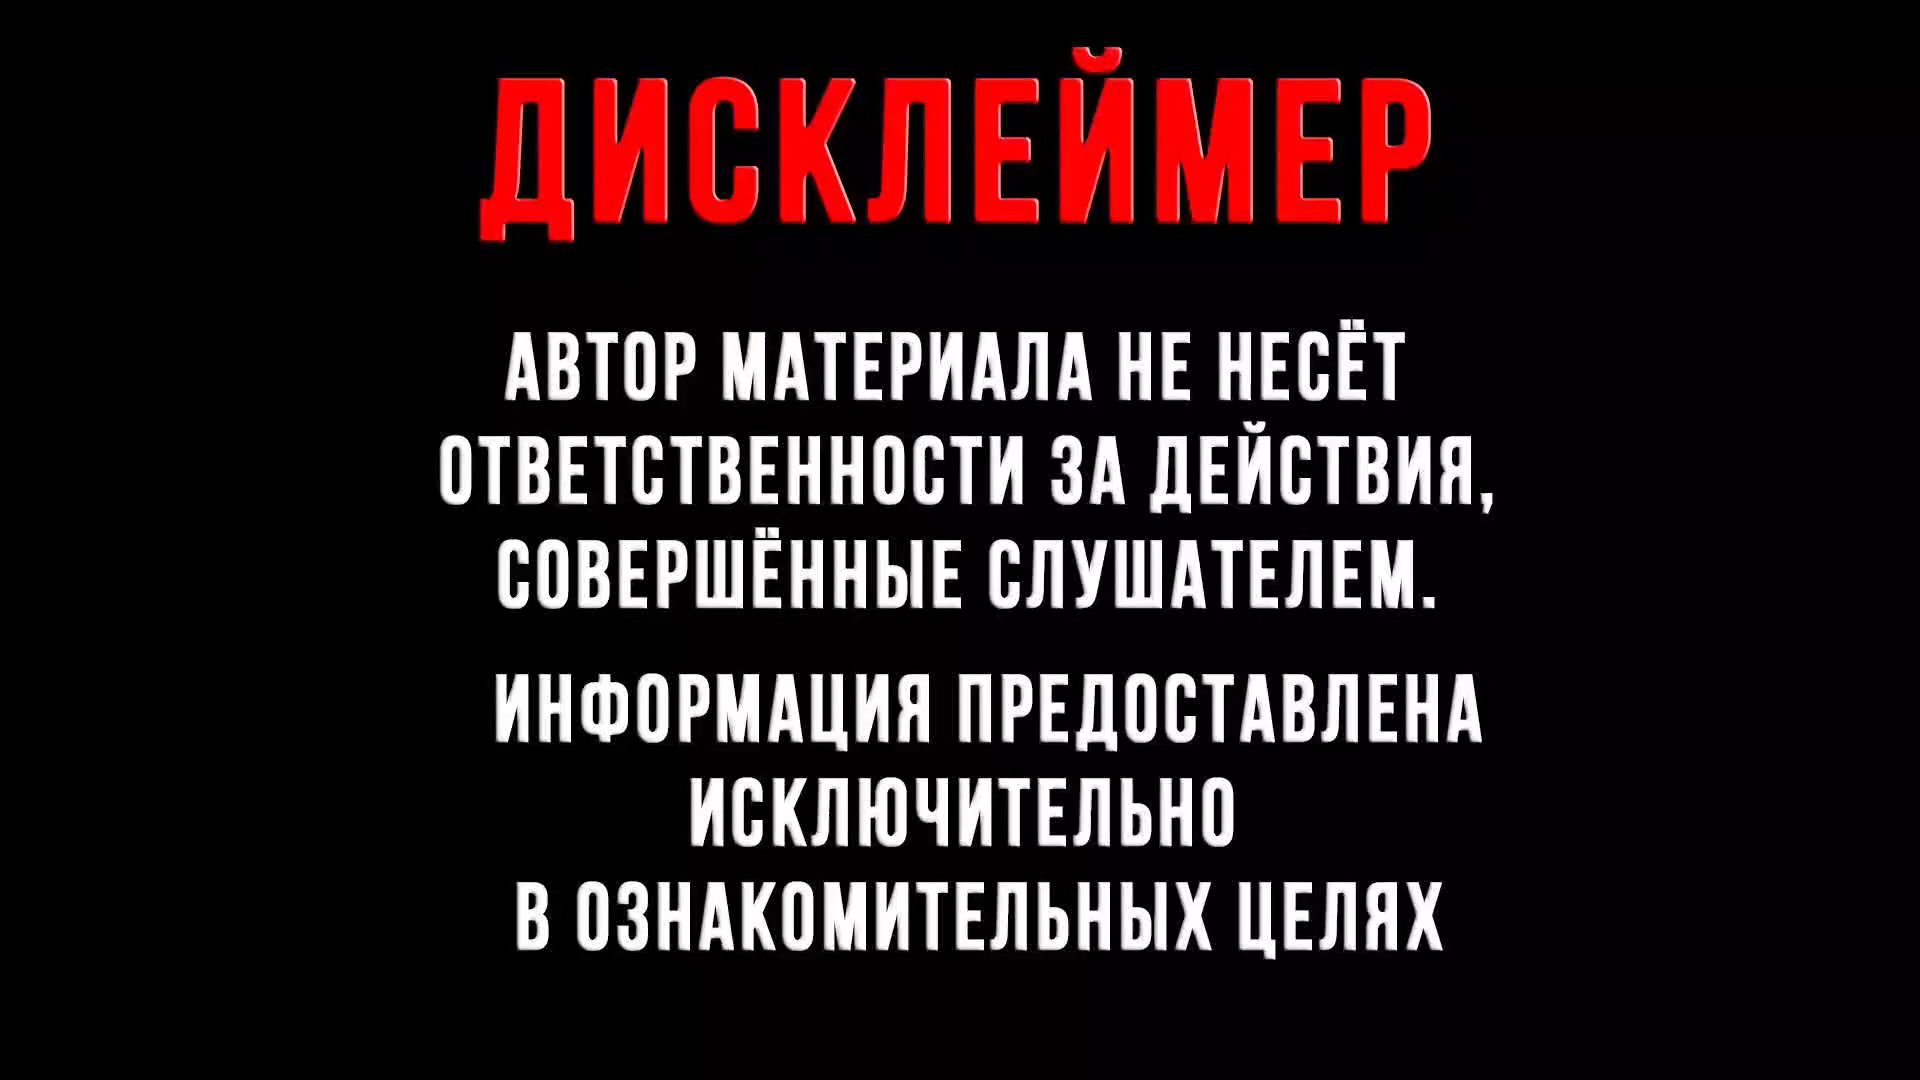 ДИСКЛЕЙМЕР
АВТОР МАТЕРИАЛА НЕ НЕСЁТ
ОТВЕТСТВЕННОСТИ ЗА ДЕЙСТВИЯ,
СОВЕРШЁННЫЕ СЛУШАТЕЛЕМ.
ИНФОРМАЦИЯ ПРЕДОСТАВЛЕНА
ИСКЛЮЧИТЕЛЬНО
В ОЗНАКОМИТЕЛЬНЫХ ЦЕЛЯХ